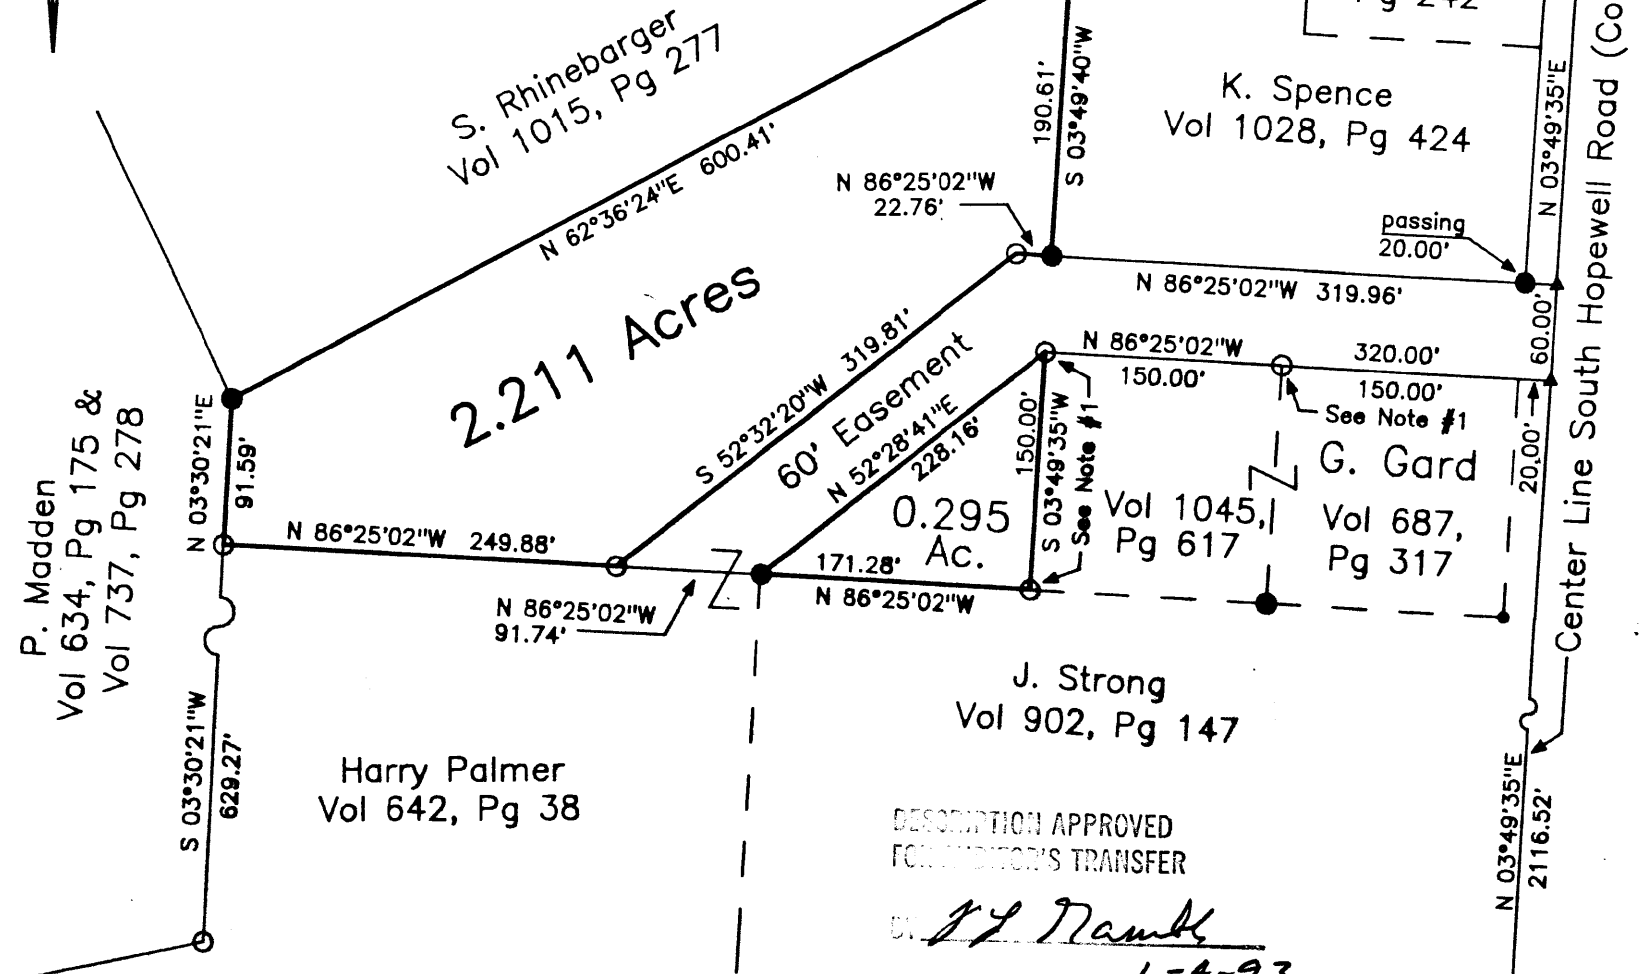 S. Rhinebarger
Vol 1015, Pg 277
N 62°36'24"E 600.41'
190.61'
S 03°49'40"W
K. Spence
Vol 1028, Pg 424
N 03°49'35"E
Center Line South Hopewell Road (Co
N 86°25'02"W
22.76'
passing
20.00'
N 86°25'02"W 319.96'
60.00'
2.211 Acres
S 52°32'20"W 319.81'
60' Easement
N 52°28'41"E
228.16'
N 86°25'02"W
150.00'
320.00'
150.00'
See Note #1
20.00'
150.00'
S 03°49'35"W
See Note #1
0.295
Ac.
Vol 1045,
Pg 617
G. Gard
Vol 687,
Pg 317
P. Madden
Vol 634, Pg 175 &
Vol 737, Pg 278
N 03°30'21"E
91.59'
N 86°25'02"W 249.88'
171.28'
N 86°25'02"W
N 86°25'02"W
91.74'
S 03°30'21"W
629.27'
Harry Palmer
Vol 642, Pg 38
J. Strong
Vol 902, Pg 147
N 03°49'35"E
2116.52'
DESCRIPTION APPROVED
FOR AUDITOR'S TRANSFER
BY